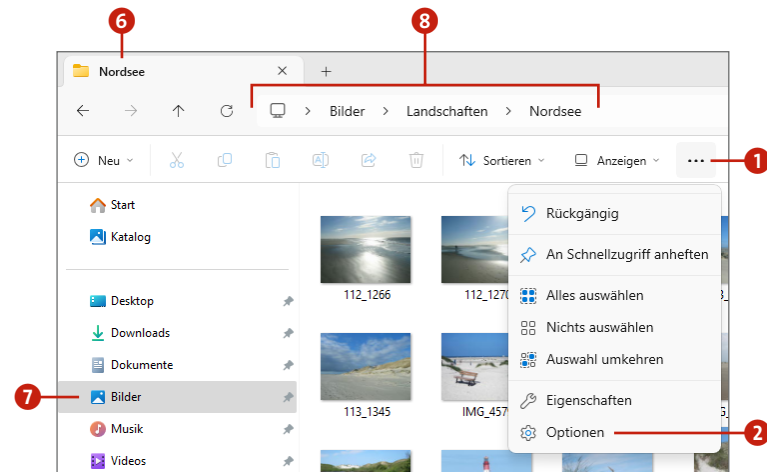 6
8
Nordsee
Bilder > Landschaften > Nordsee
Neu
Sortieren
Anzeigen
1
Start
Katalog
Desktop
Downloads
Dokumente
7
Bilder
Musik
Videos
112_1266
112_1270
113_1345
IMG_457
Rückgängig
An Schnellzugriff anheften
Alles auswählen
Nichts auswählen
Auswahl umkehren
Eigenschaften
Optionen
2